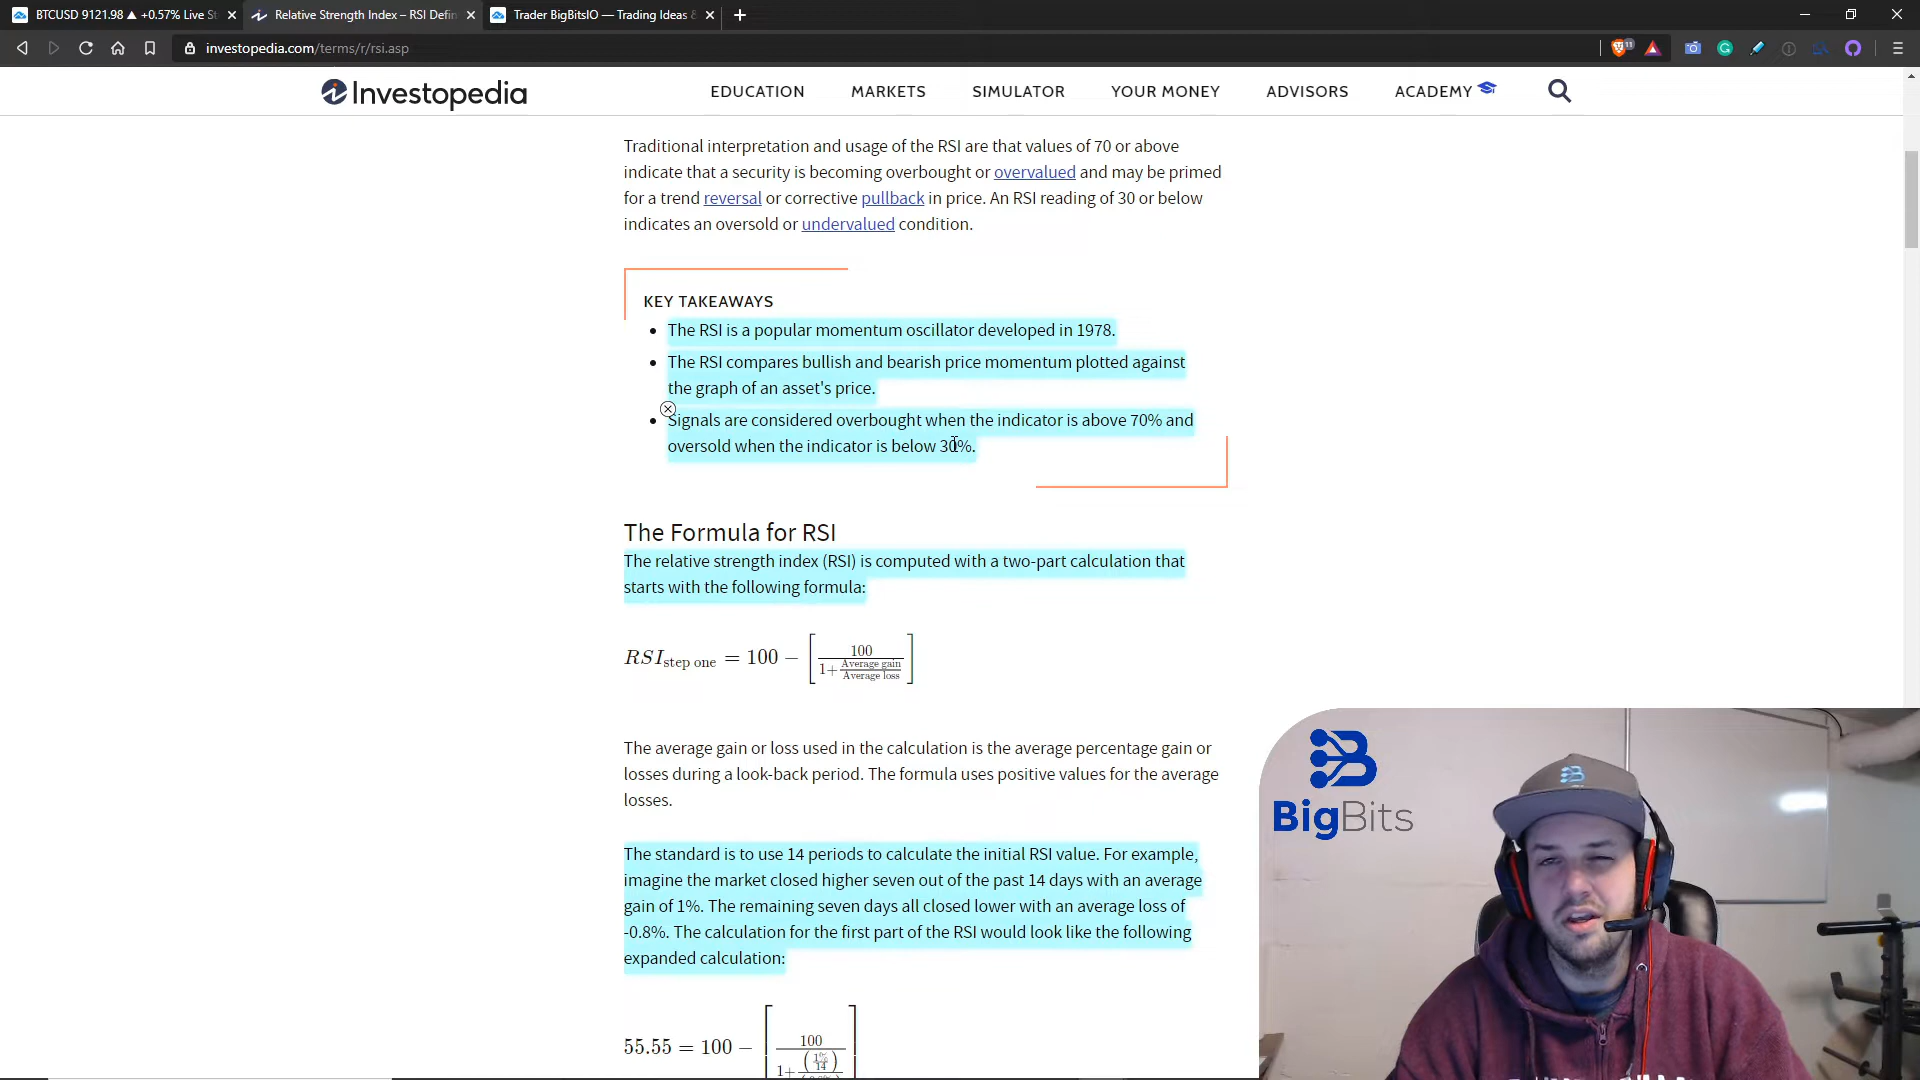 BTCUSD 9121.98 ▲ +0.57% Live S
Relative Strength Index – RSI Defin
Trader BigBitsIO — Trading Ideas &
investopedia.com/terms/r/rsi.asp
11
Investopedia
EDUCATION
MARKETS
SIMULATOR
YOUR MONEY
ADVISORS
ACADEMY
Traditional interpretation and usage of the RSI are that values of 70 or above
indicate that a security is becoming overbought or overvalued and may be primed
for a trend reversal or corrective pullback in price. An RSI reading of 30 or below
indicates an oversold or undervalued condition.
KEY TAKEAWAYS
• The RSI is a popular momentum oscillator developed in 1978.
• The RSI compares bullish and bearish price momentum plotted against
the graph of an asset's price.
• Signals are considered overbought when the indicator is above 70% and
oversold when the indicator is below 30%.
The Formula for RSI
The relative strength index (RSI) is computed with a two-part calculation that
starts with the following formula:
RSI step one = 100 − [ 100 / 1+ Average gain / Average loss ]
The average gain or loss used in the calculation is the average percentage gain or
losses during a look-back period. The formula uses positive values for the average
losses.
The standard is to use 14 periods to calculate the initial RSI value. For example,
imagine the market closed higher seven out of the past 14 days with an average
gain of 1%. The remaining seven days all closed lower with an average loss of
-0.8%. The calculation for the first part of the RSI would look like the following
expanded calculation:
55.55 = 100 − [ 100 / 1+ ( 1% / 14 )
BigBits